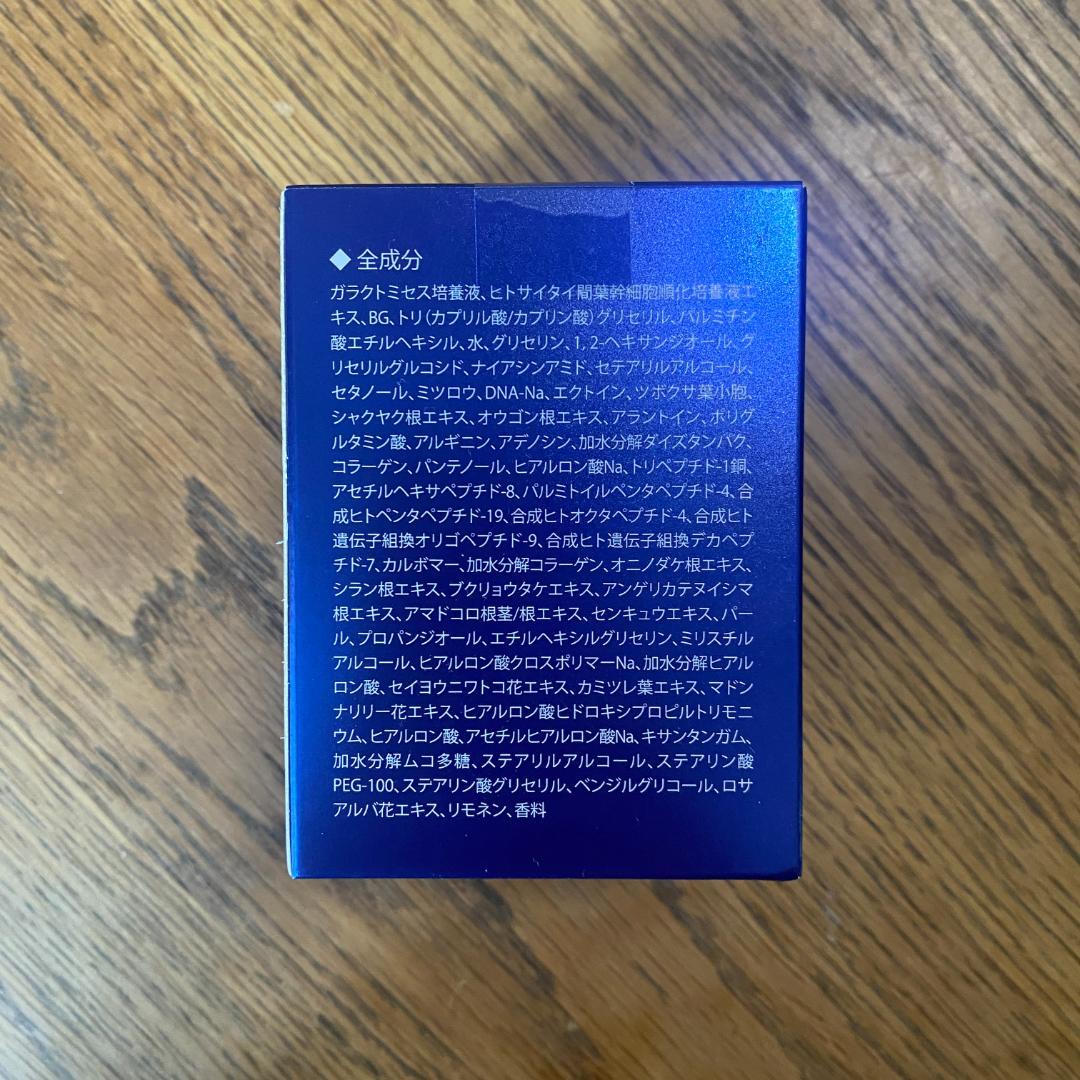 ◆ 全成分
ガラクトミセス培養液、ヒトサイタイ間葉幹細胞順化培養液エ
キス、BG、トリ(カプリル酸/カプリン酸)グリセリル、パルミチン
酸エチルヘキシル、水、グリセリン、1, 2-ヘキサンジオール、グ
リセリルグルコシド、ナイアシンアミド、セテアリルアルコール、
セタノール、ミツロウ、DNA-Na、エクトイン、ツボクサ葉小胞、
シャクヤク根エキス、オウゴン根エキス、アラントイン、ポリグ
ルタミン酸、アルギニン、アデノシン、加水分解ダイズタンパク、
コラーゲン、パンテノール、ヒアルロン酸Na、トリペプチド-1銅、
アセチルヘキサペプチド-8、パルミトイルペンタペプチド-4、合
成ヒトペンタペプチド-19、合成ヒトオクタペプチド-4、合成ヒト
遺伝子組換オリゴペプチド-9、合成ヒト遺伝子組換デカペプ
チド-7、カルボマー、加水分解コラーゲン、オニノダケ根エキス、
シラン根エキス、ブクリョウタケエキス、アンゲリカテヌイシマ
根エキス、アマドコロ根茎/根エキス、センキュウエキス、パー
ル、プロパンジオール、エチルヘキシルグリセリン、ミリスチル
アルコール、ヒアルロン酸クロスポリマーNa、加水分解ヒアル
ロン酸、セイヨウニワトコ花エキス、カミツレ葉エキス、マドン
ナリリー花エキス、ヒアルロン酸ヒドロキシプロピルトリモニ
ウム、ヒアルロン酸、アセチルヒアルロン酸Na、キサンタンガム、
加水分解ムコ多糖、ステアリルアルコール、ステアリン酸
PEG-100、ステアリン酸グリセリル、ベンジルグリコール、ロサ
アルバ花エキス、リモネン、香料